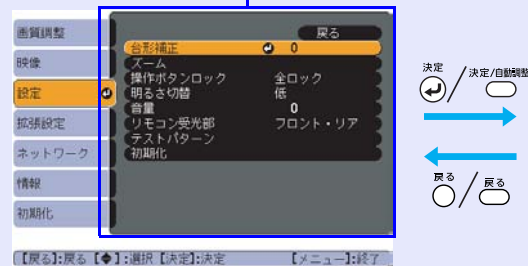 画質調整
映像
設定
拡張設定
ネットワーク
情報
初期化
戻る
台形補正 0
ズーム
操作ボタンロック 全ロック
明るさ切替 低
音量 0
リモコン受光部 フロント・リア
テストパターン
初期化
【戻る】:戻る 【◆】:選択 【決定】:決定 【メニュー】:終了
決定 / 決定/自動調整
戻る / 戻る